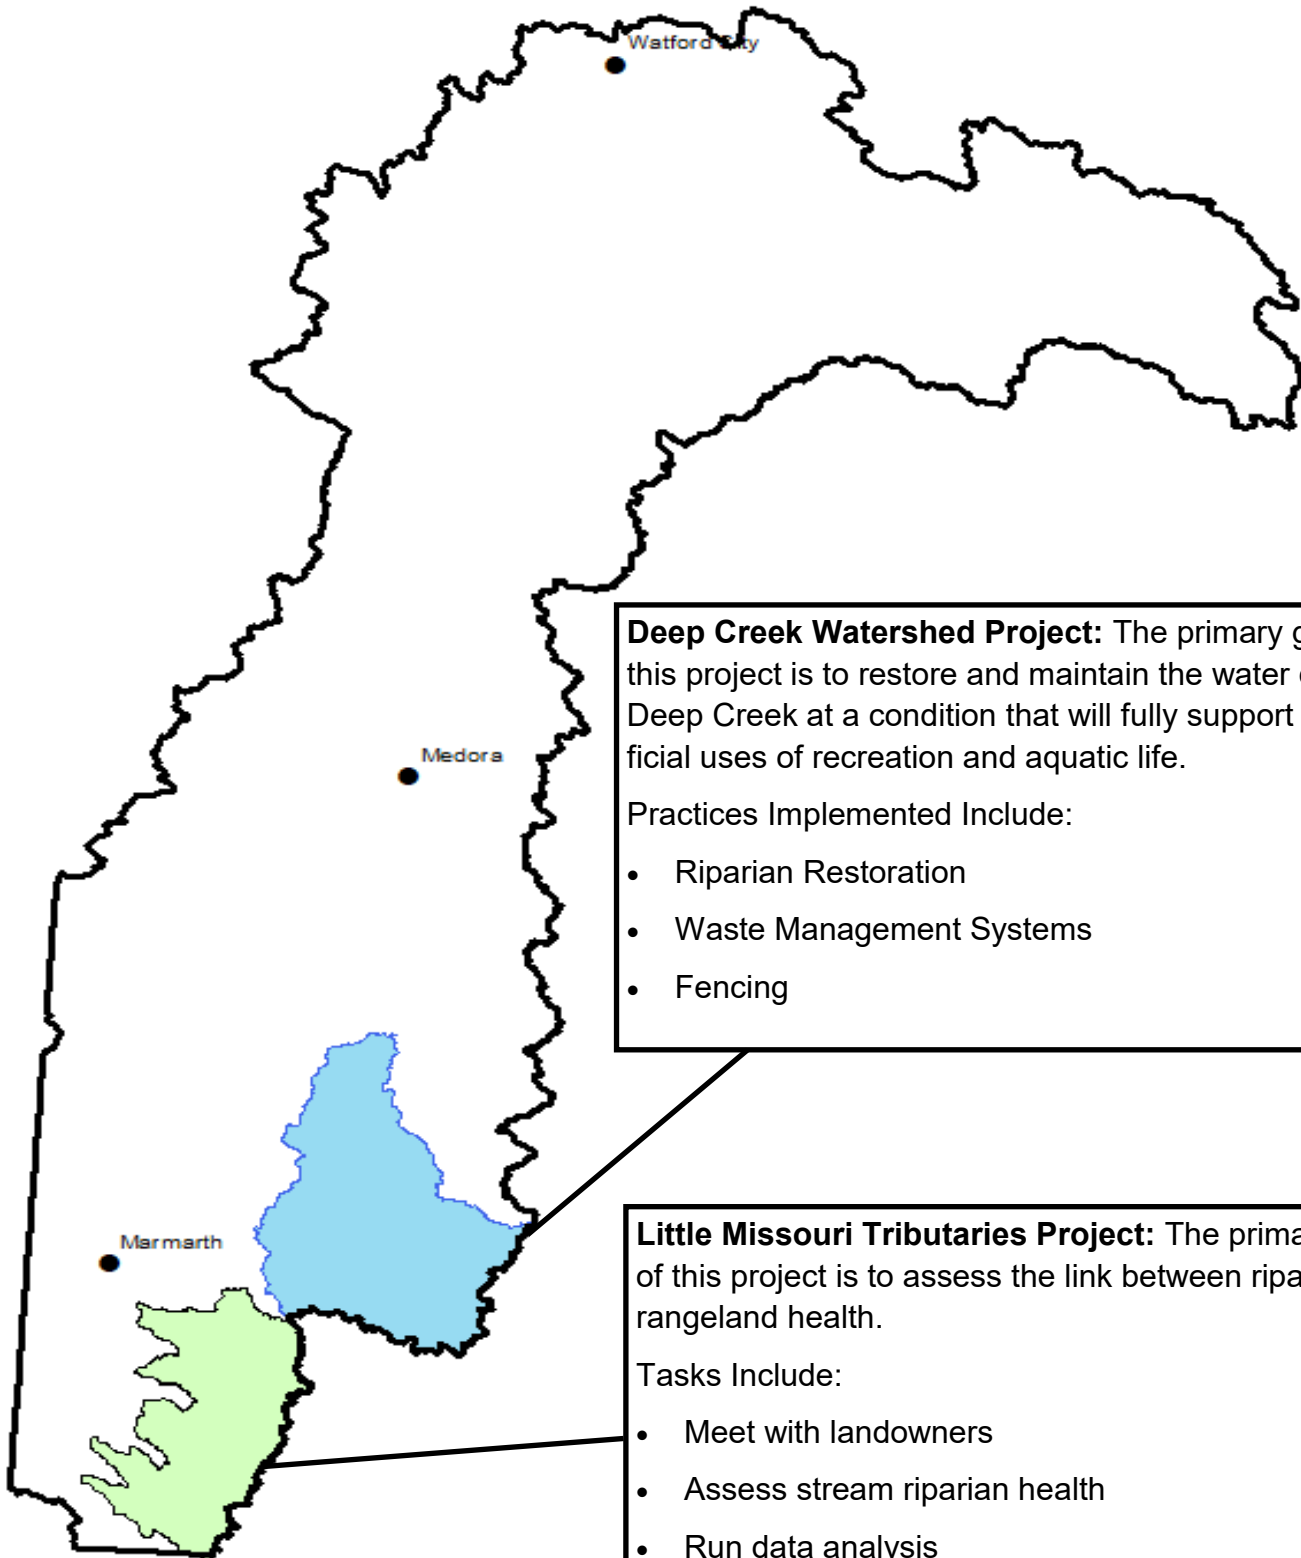 Watford City
Deep Creek Watershed Project: The primary g
this project is to restore and maintain the water
Deep Creek at a condition that will fully support
ficial uses of recreation and aquatic life.
Medora
Practices Implemented Include:
• Riparian Restoration
• Waste Management Systems
• Fencing
Marmarth
Little Missouri Tributaries Project: The prima
of this project is to assess the link between ripa
rangeland health.
Tasks Include:
• Meet with landowners
• Assess stream riparian health
• Run data analysis